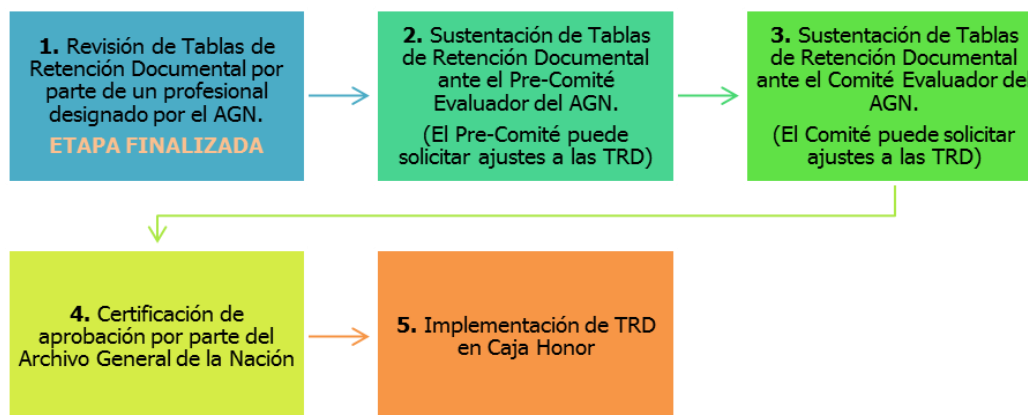 1. Revisión de Tablas de
Retención Documental por
parte de un profesional
designado por el AGN.
ETAPA FINALIZADA
2. Sustentación de Tablas
de Retención Documental
ante el Pre-Comité
Evaluador del AGN.
(El Pre-Comité puede
solicitar ajustes a las TRD)
3. Sustentación de Tablas
de Retención Documental
ante el Comité Evaluador del
AGN.
(El Comité puede solicitar
ajustes a las TRD)
4. Certificación de
aprobación por parte del
Archivo General de la Nación
5. Implementación de TRD
en Caja Honor